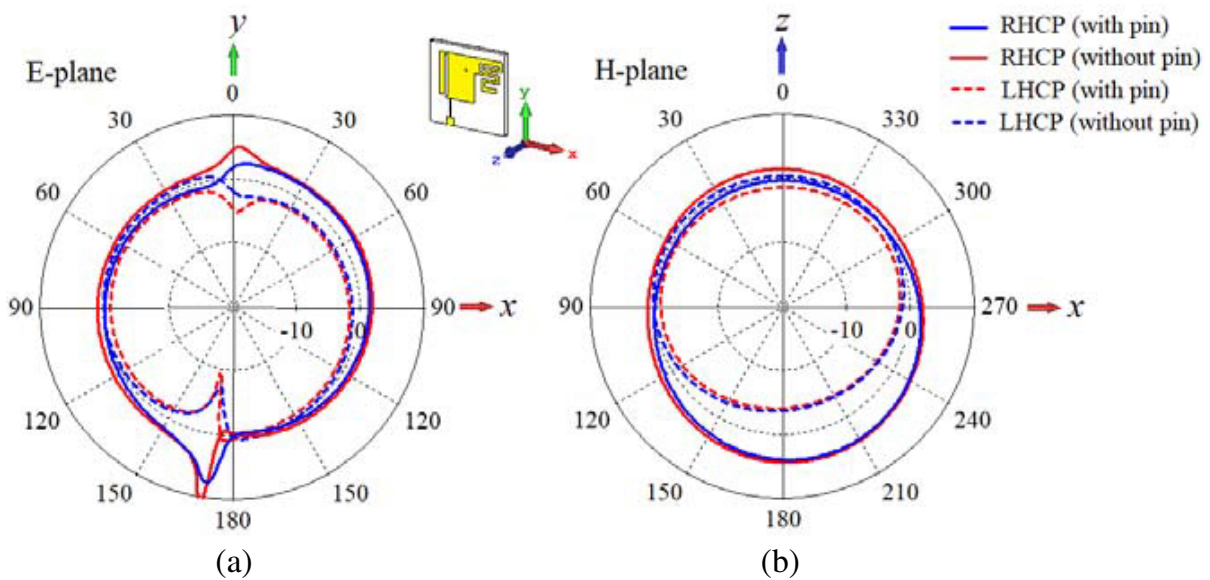 y
E-plane
0
30
30
60
60
90
90
x
-10
0
120
120
150
150
180
(a)
y
z
x
z
H-plane
0
30
330
60
300
90
270
x
-10
0
120
240
150
210
180
(b)
RHCP (with pin)
RHCP (without pin)
LHCP (with pin)
LHCP (without pin)